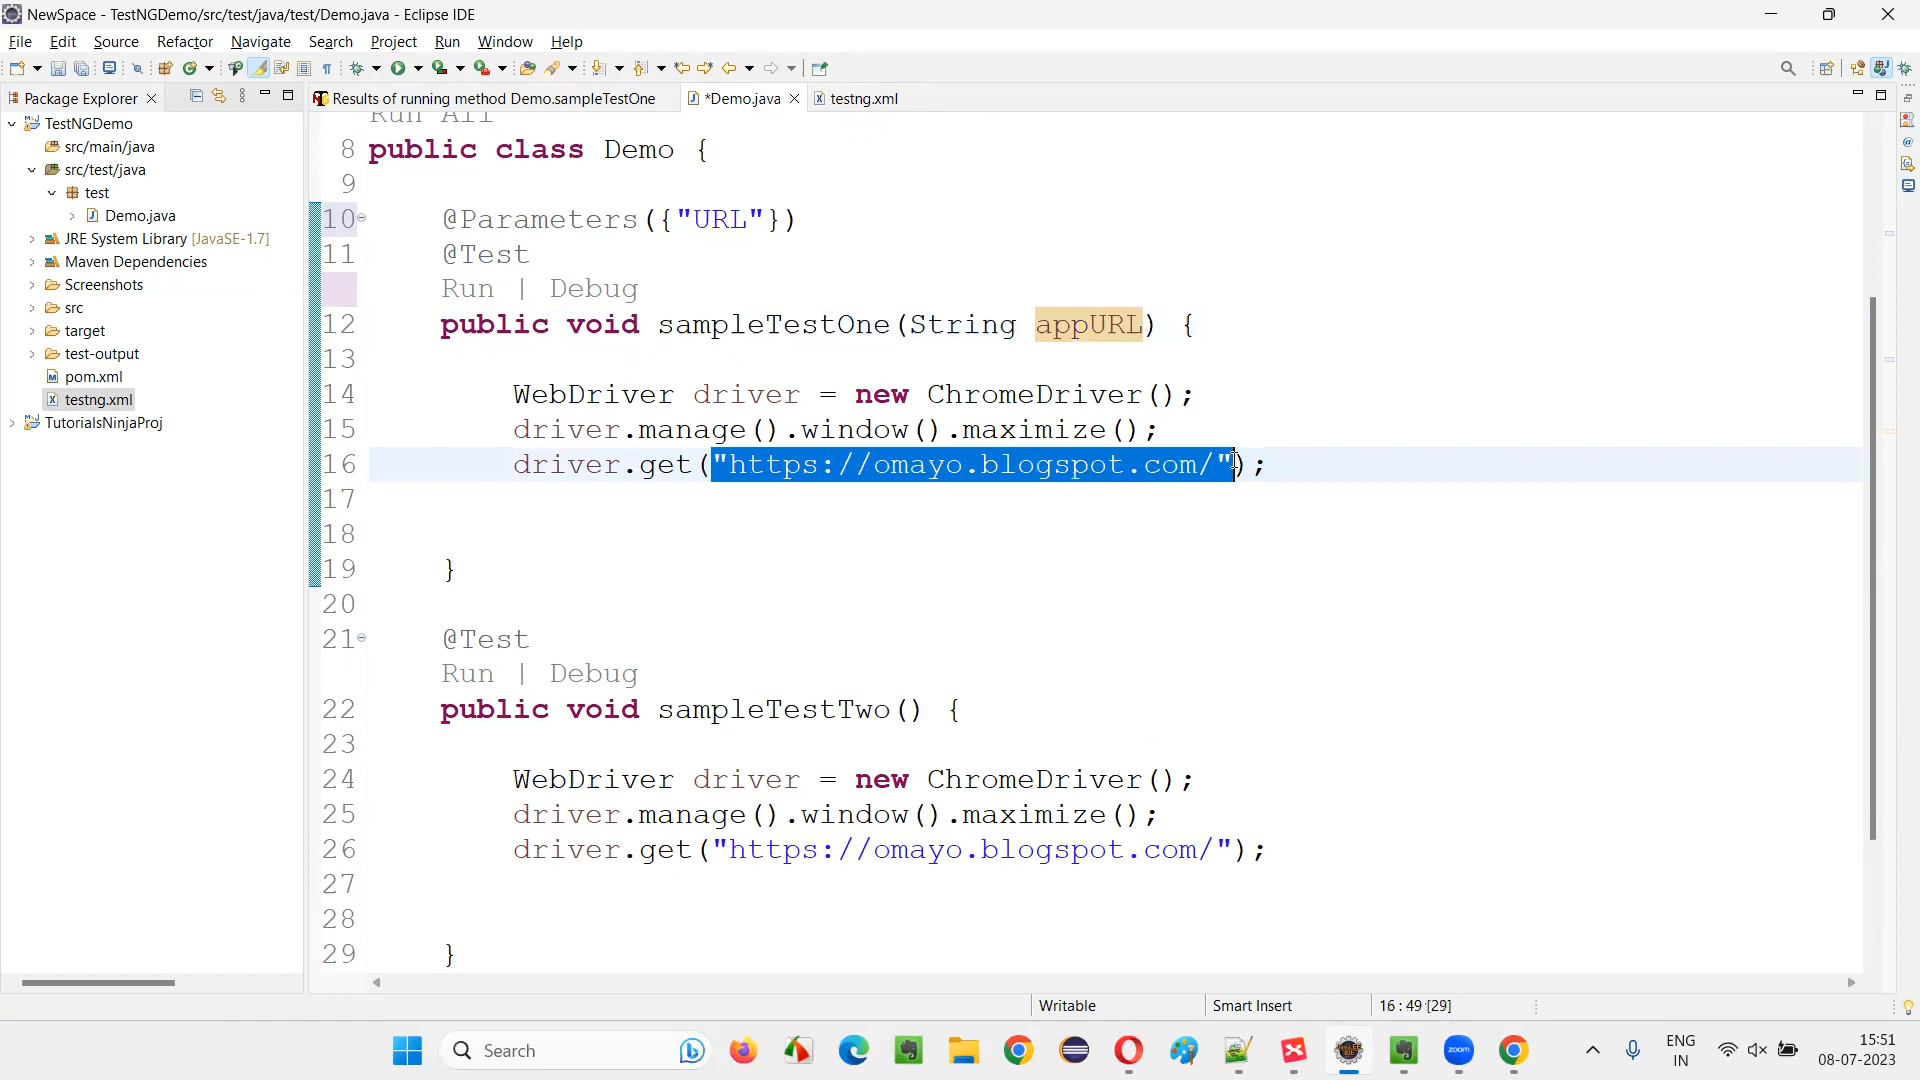 NewSpace - TestNGDemo/src/test/java/test/Demo.java - Eclipse IDE
File Edit Source Refactor Navigate Search Project Run Window Help
Package Explorer
Results of running method Demo.sampleTestOne
*Demo.java
testng.xml
TestNGDemo
src/main/java
src/test/java
test
Demo.java
JRE System Library [JavaSE-1.7]
Maven Dependencies
Screenshots
src
target
test-output
pom.xml
testng.xml
TutorialsNinjaProj
Run All
8 public class Demo {
9
10 @Parameters({"URL"})
11 @Test
Run | Debug
12 public void sampleTestOne(String appURL) {
13
14 WebDriver driver = new ChromeDriver();
15 driver.manage().window().maximize();
16 driver.get("https://omayo.blogspot.com/");
17
18
19 }
20
21 @Test
Run | Debug
22 public void sampleTestTwo() {
23
24 WebDriver driver = new ChromeDriver();
25 driver.manage().window().maximize();
26 driver.get("https://omayo.blogspot.com/");
27
28
29 }
Writable
Smart Insert
16 : 49 [29]
Search
zoom
ENG
IN
15:51
08-07-2023